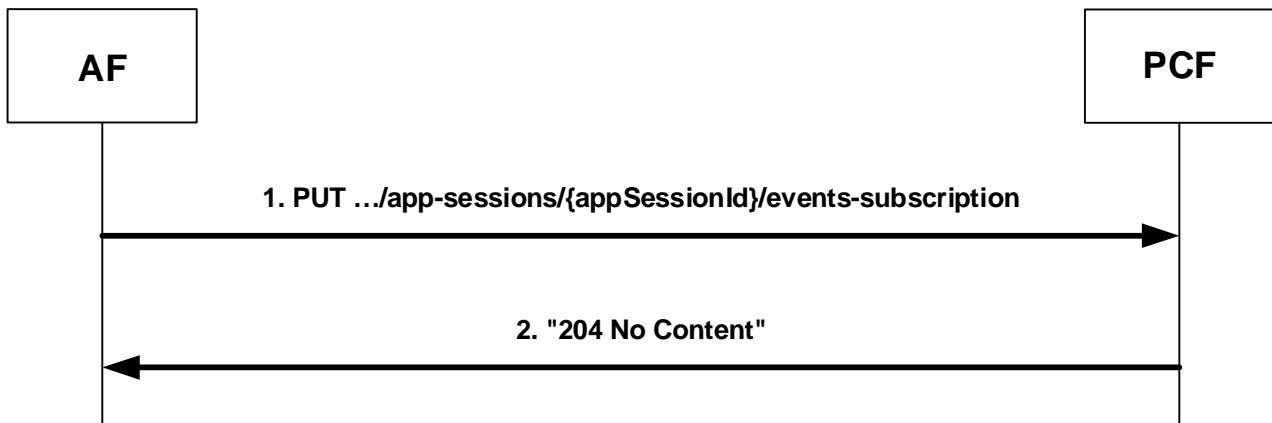 AF
PCF
1. PUT …/app-sessions/{appSessionId}/events-subscription
2. "204 No Content"